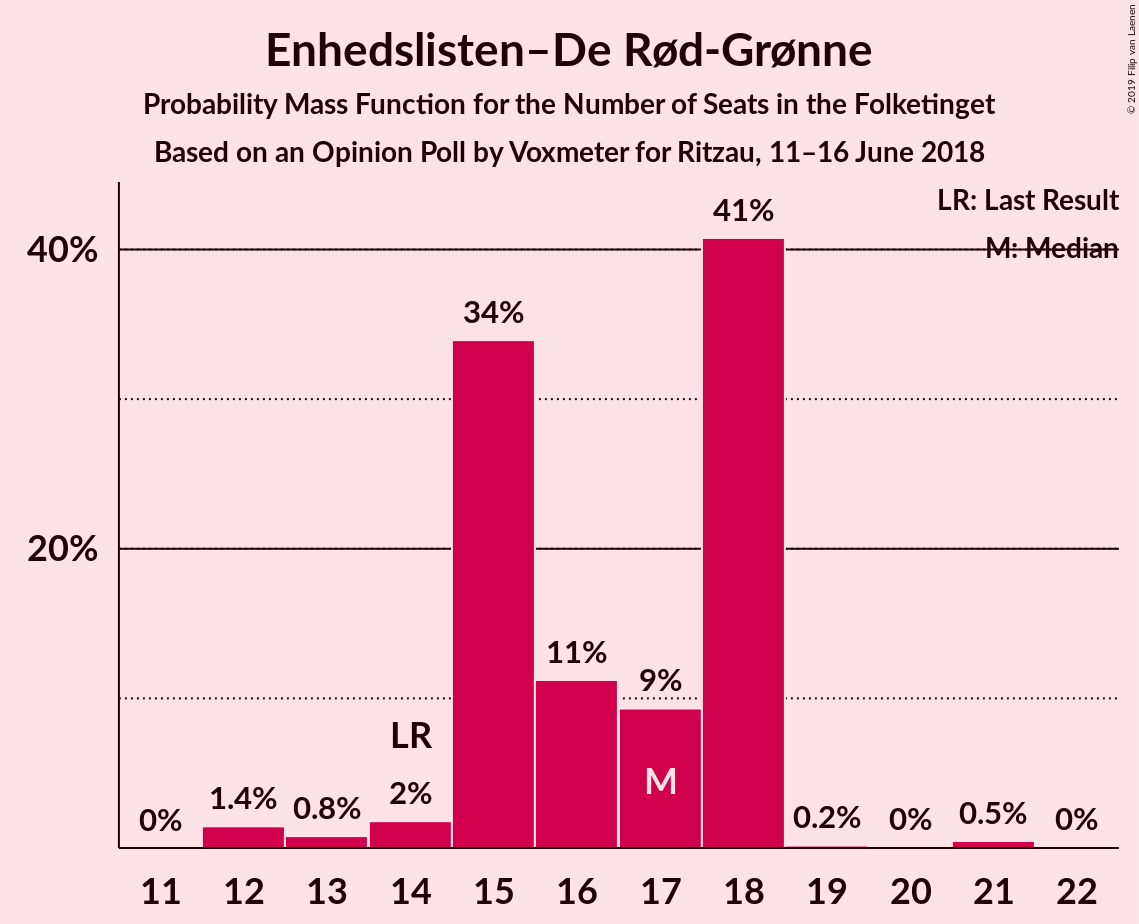 Enhedslisten–De Rød-Grønne
Probability Mass Function for the Number of Seats in the Folketinget
Based on an Opinion Poll by Voxmeter for Ritzau, 11–16 June 2018
© 2019 Filip van Laenen
LR: Last Result
M: Median
40%
20%
0%
1.4%
0.8%
LR
2%
34%
11%
9%
M
41%
0.2%
0%
0.5%
0%
11 12 13 14 15 16 17 18 19 20 21 22